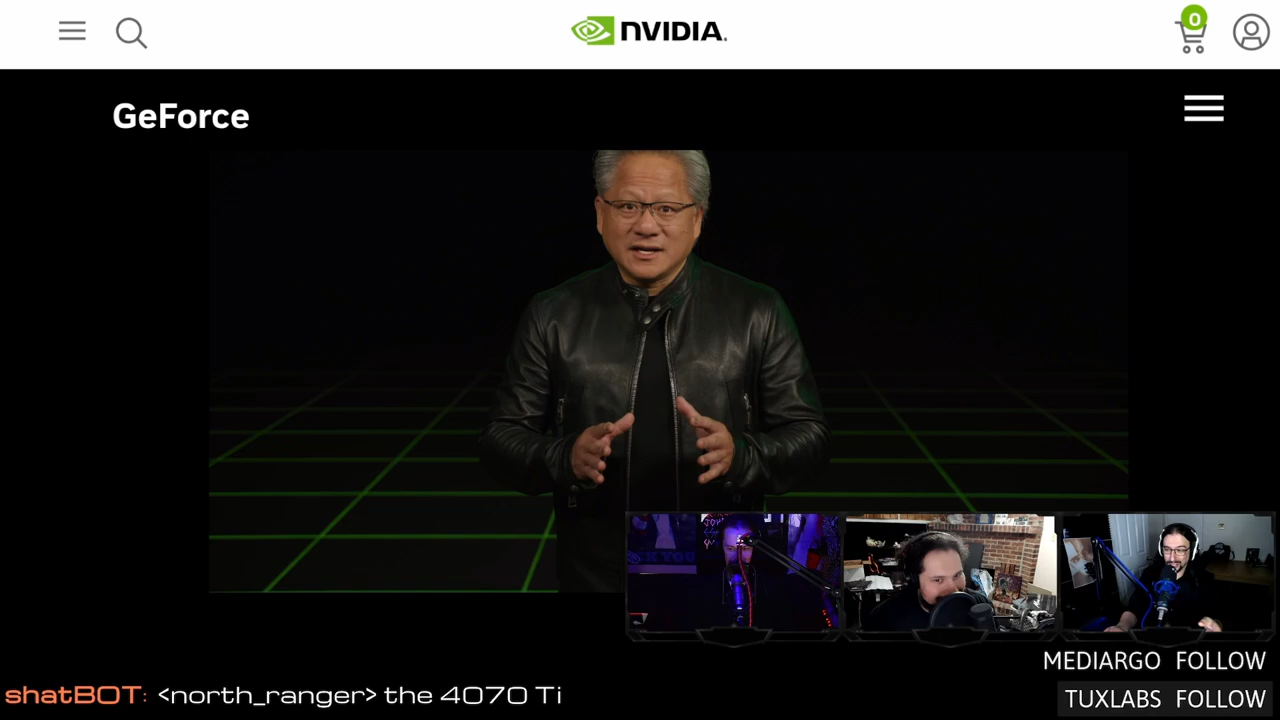 0
NVIDIA.
GeForce
MEDIARGO FOLLOW
shatBOT: <north_ranger> the 4070 Ti
TUXLABS FOLLOW